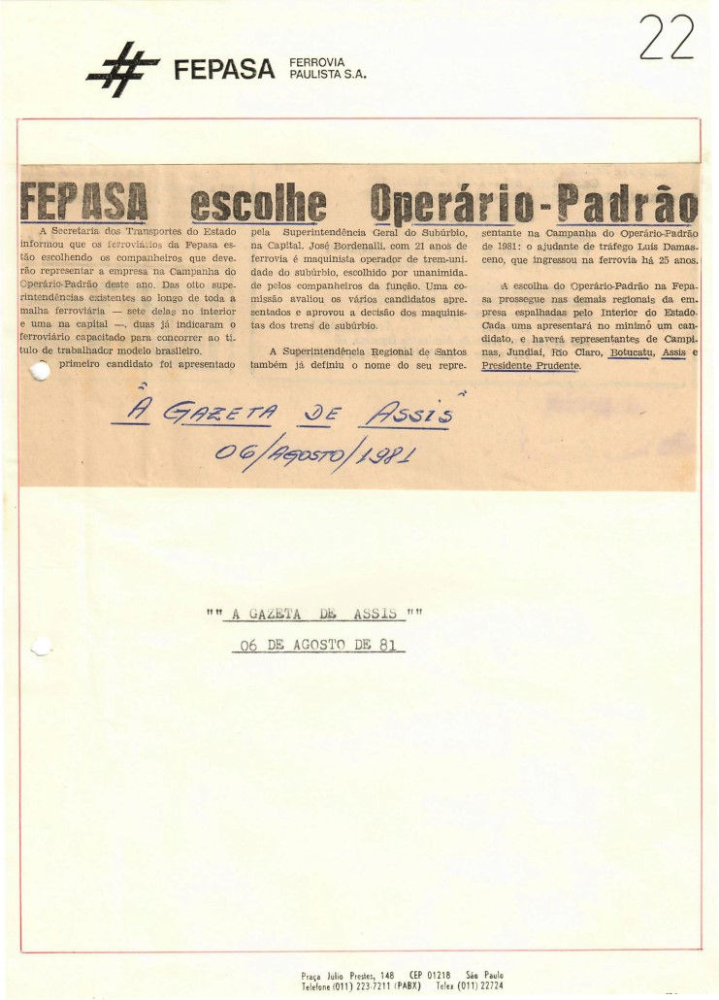 22
FEPASA FERROVIA
PAULISTA S.A.
FEPASA escolhe Operário-Padrão
A Secretaria dos Transportes do Estado
informou que os ferroviários da Fepasa es-
tão escolhendo os companheiros que deve-
rão representar a empresa na Campanha do
Operário-Padrão deste ano. Das oito supe-
rintendências existentes ao longo de toda a
malha ferroviária — sete delas no interior
e uma na capital —, duas já indicaram o
ferroviário capacitado para concorrer ao tí-
tulo de trabalhador modelo brasileiro.
primeiro candidato foi apresentado
pela Superintendência Geral do Subúrbio,
na Capital. José Bordenalli, com 21 anos de
ferrovia é maquinista operador de trem-uni-
dade do subúrbio, escolhido por unanimida-
de pelos companheiros da função. Uma co-
missão avaliou os vários candidatos apre-
sentados e aprovou a decisão dos maquinis-
tas dos trens de subúrbio.
A Superintendência Regional de Santos
também já definiu o nome do seu repre-
sentante na Campanha do Operário-Padrão
de 1981: o ajudante de tráfego Luís Damas-
ceno, que ingressou na ferrovia há 25 anos.
A escolha do Operário-Padrão na Fepa-
sa prossegue nas demais regionais da em-
presa espalhadas pelo Interior do Estado.
Cada uma apresentará no minímo um can-
didato, e haverá representantes de Campi-
nas, Jundiaí, Rio Claro, Botucatu, Assis e
Presidente Prudente.
"A GAZETA DE ASSIS"
06/AGOSTO/1981
"" A GAZETA DE ASSIS ""
06 DE AGOSTO DE 81
Praça Júlio Prestes, 148 CEP 01218 São Paulo
Telefone (011) 223-7211 (PABX) Telex (011) 22724